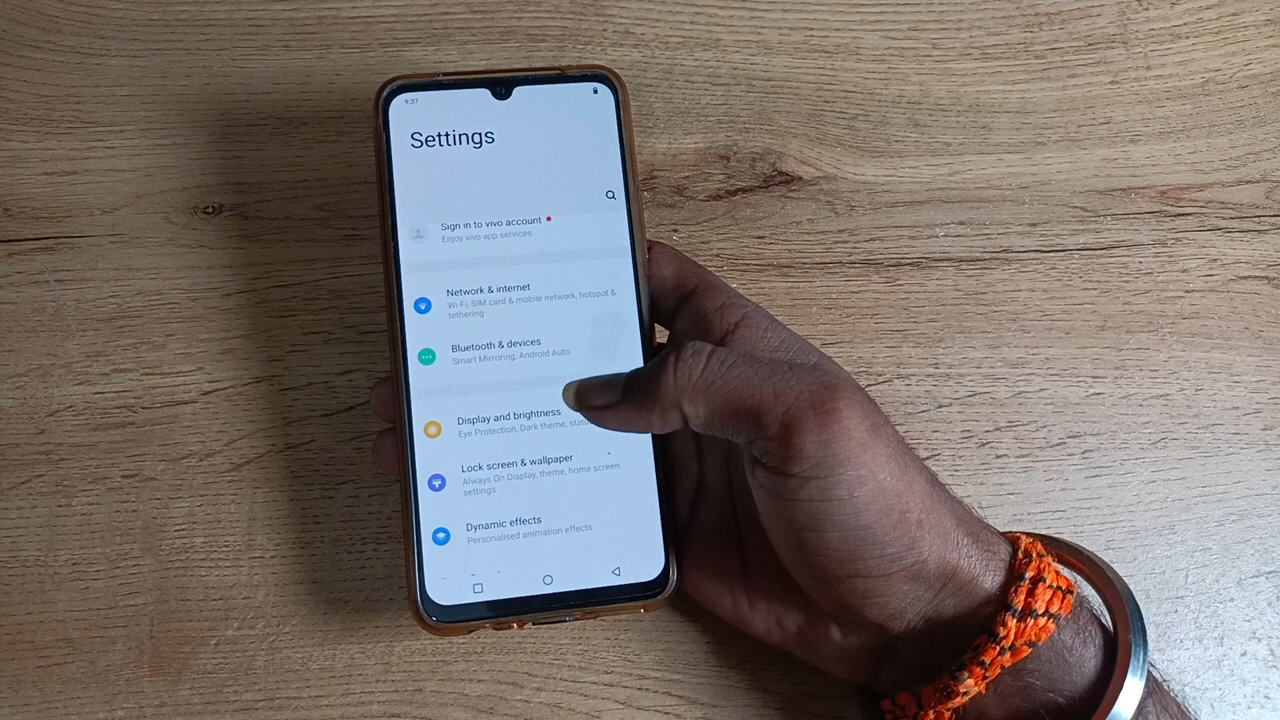 9:37
Settings
Sign in to vivo account
Enjoy vivo app services
Network & internet
Wi-Fi, SIM card & mobile network, hotspot &
tethering
Bluetooth & devices
Smart Mirroring, Android Auto
Display and brightness
Eye Protection, Dark theme,
Lock screen & wallpaper
Always On Display, theme, home screen
settings
Dynamic effects
Personalised animation effects